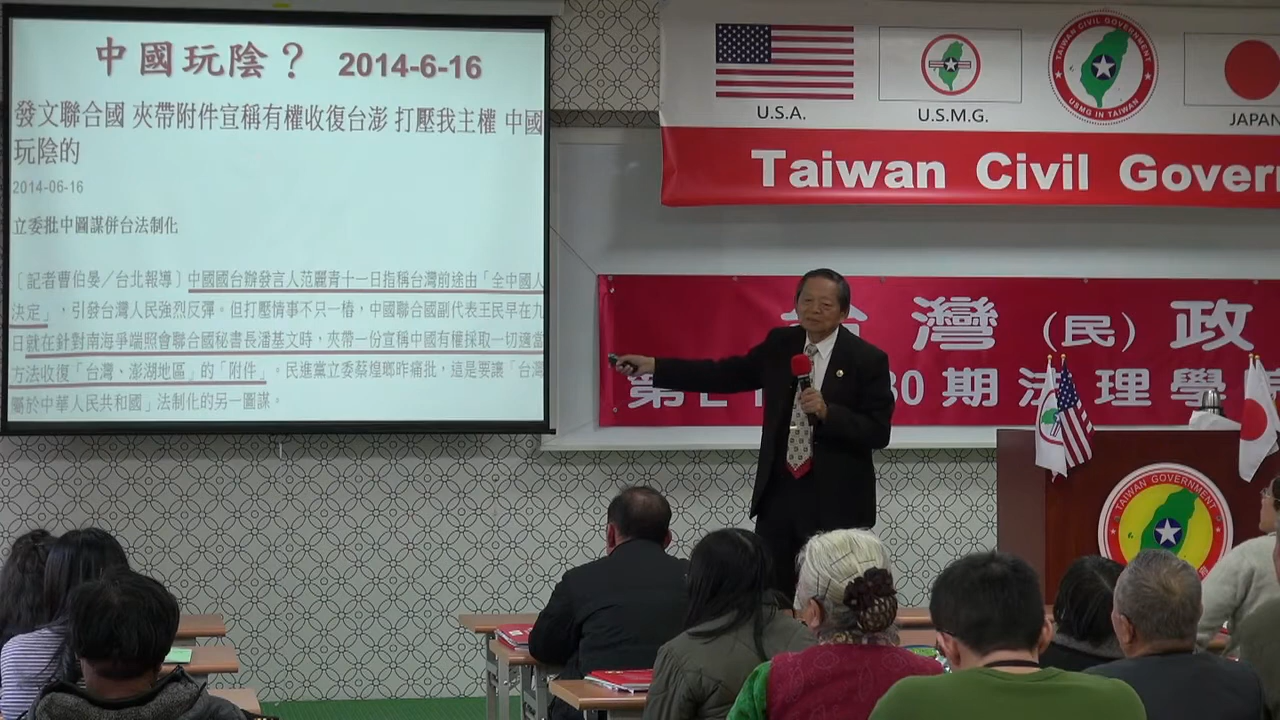 中國玩陰？ 2014-6-16
發文聯合國 夾帶附件宣稱有權收復台澎 打壓我主權 中國
玩陰的
2014-06-16
立委批中圖謀併台法制化
〔記者曹伯晏／台北報導〕中國國台辦發言人范麗青十一日指稱台灣前途由「全中國人
決定」，引發台灣人民強烈反彈。但打壓情事不只一樁，中國聯合國副代表王民早在九
日就在針對南海爭端照會聯合國秘書長潘基文時，夾帶一份宣稱中國有權採取一切適當
方法收復「台灣、澎湖地區」的「附件」。民進黨立委蔡煌瑯昨痛批，這是要讓「台灣
屬於中華人民共和國」法制化的另一圖謀。
U.S.A.
U.S.M.G.
TAIWAN CIVIL GOVERNMENT
USMG IN TAIWAN
JAPAN
Taiwan Civil Gover
台灣（民）政
第 30期法理學
TAIWAN GOVERNMENT